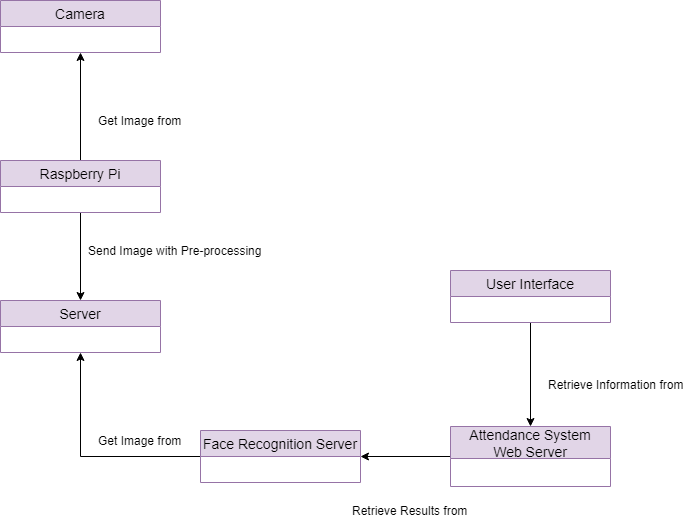 Camera
Get Image from
Raspberry Pi
Send Image with Pre-processing
Server
User Interface
Retrieve Information from
Get Image from
Face Recognition Server
Attendance System
Web Server
Retrieve Results from